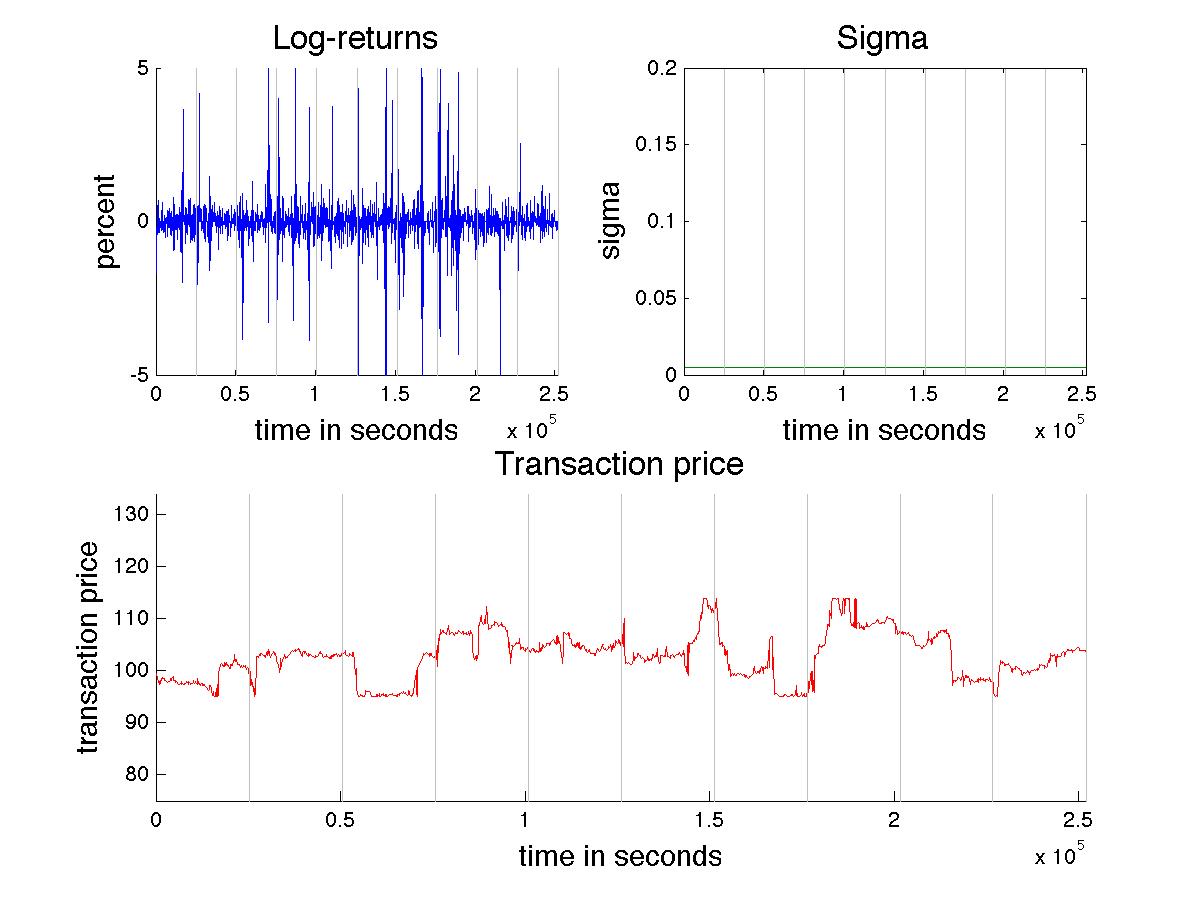 Log-returns
5
0
-5
percent
0 0.5 1 1.5 2 2.5
x 10^5
time in seconds
Sigma
0.2
0.15
0.1
0.05
0
sigma
0 0.5 1 1.5 2 2.5
x 10^5
time in seconds
Transaction price
130
120
110
100
90
80
transaction price
0 0.5 1 1.5 2 2.5
x 10^5
time in seconds